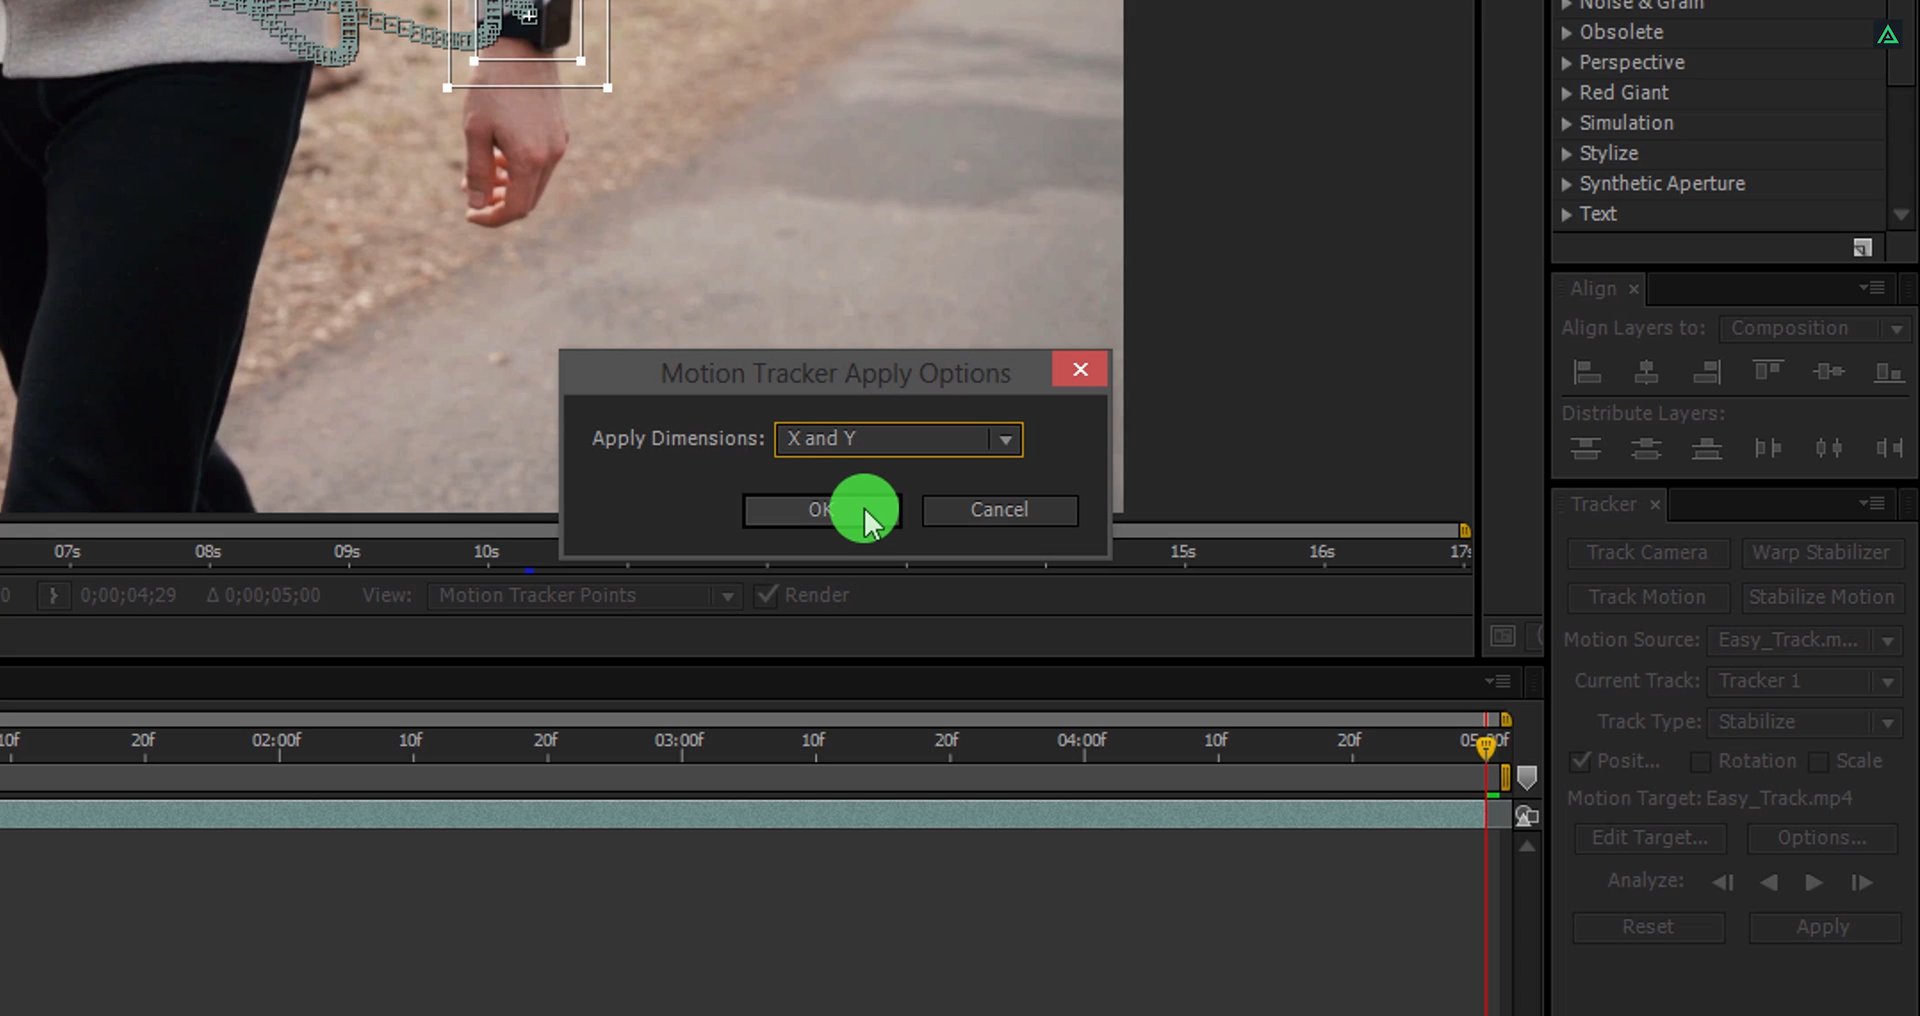 Noise & Grain
Obsolete
Perspective
Red Giant
Simulation
Stylize
Synthetic Aperture
Text
Align
Align Layers to: Composition
Distribute Layers:
Motion Tracker Apply Options
Apply Dimensions: X and Y
OK Cancel
07s 08s 09s 10s 15s 16s 17s
0 0;00;04;29 Δ 0;00;05;00 View: Motion Tracker Points Render
Tracker
Track Camera Warp Stabilizer
Track Motion Stabilize Motion
Motion Source: Easy_Track.m...
Current Track: Tracker 1
Track Type: Stabilize
Posit... Rotation Scale
Motion Target: Easy_Track.mp4
Edit Target... Options...
Analyze:
Reset Apply
10f 20f 02:00f 10f 20f 03:00f 10f 20f 04:00f 10f 20f